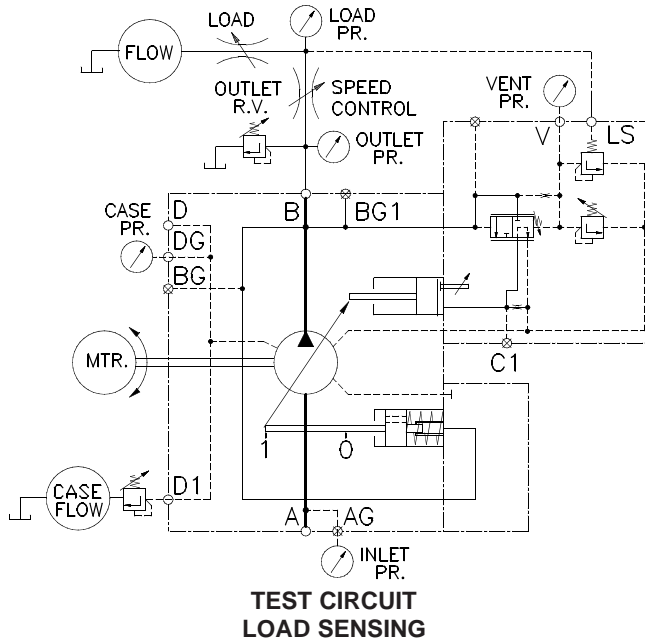 LOAD
LOAD
PR.
FLOW
OUTLET
R.V.
SPEED
CONTROL
VENT
PR.
OUTLET
PR.
V
LS
CASE
PR.
D
B
BG1
DG
BG
MTR.
C1
1
0
CASE
FLOW
D1
A
AG
INLET
PR.
TEST CIRCUIT
LOAD SENSING